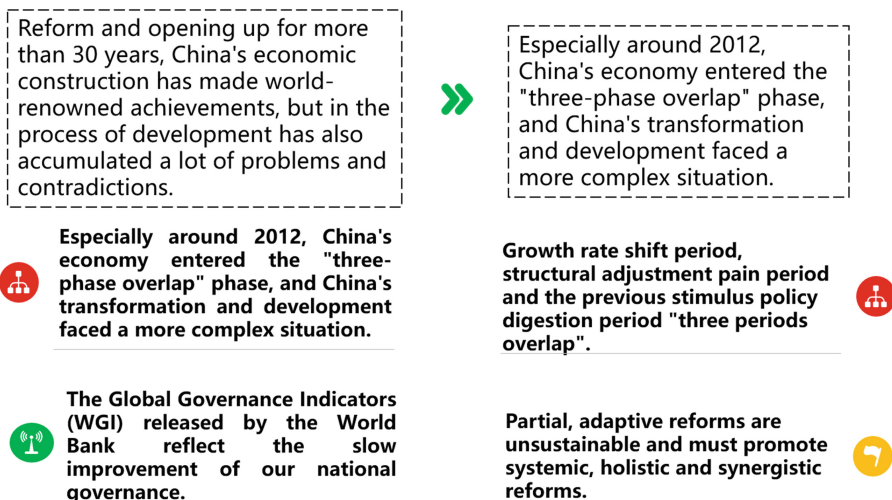 Reform and opening up for more
than 30 years, China's economic
construction has made world-
renowned achievements, but in the
process of development has also
accumulated a lot of problems and
contradictions.
Especially around 2012,
China's economy entered the
"three-phase overlap" phase,
and China's transformation
and development faced a
more complex situation.
Especially around 2012, China's
economy entered the "three-
phase overlap" phase, and China's
transformation and development
faced a more complex situation.
Growth rate shift period,
structural adjustment pain period
and the previous stimulus policy
digestion period "three periods
overlap".
The Global Governance Indicators
(WGI) released by the World
Bank reflect the slow
improvement of our national
governance.
Partial, adaptive reforms are
unsustainable and must promote
systemic, holistic and synergistic
reforms.